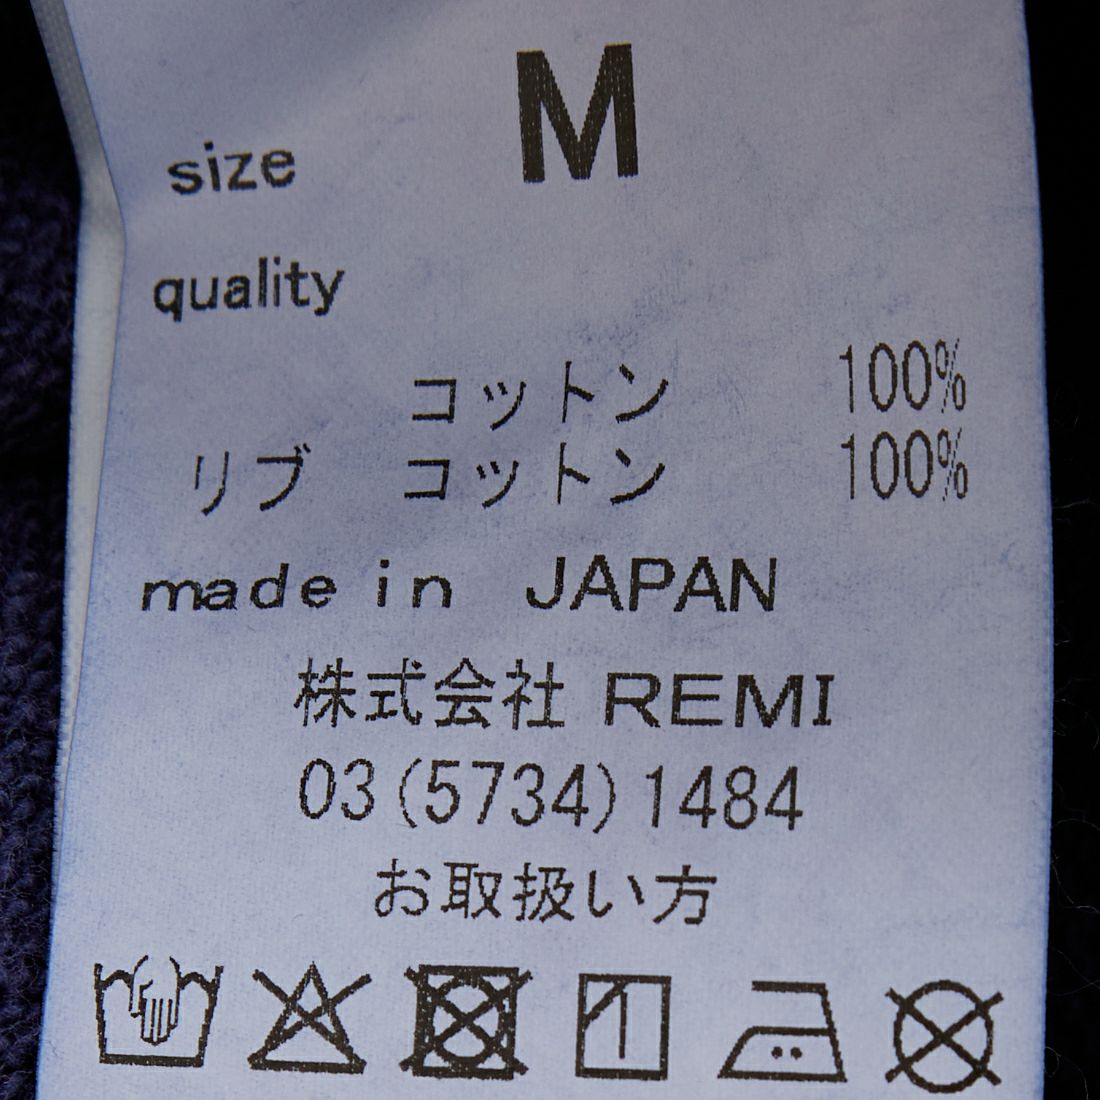 size M
quality
コットン 100%
リブ コットン 100%
made in JAPAN
株式会社 REMI
03(5734)1484
お取扱い方